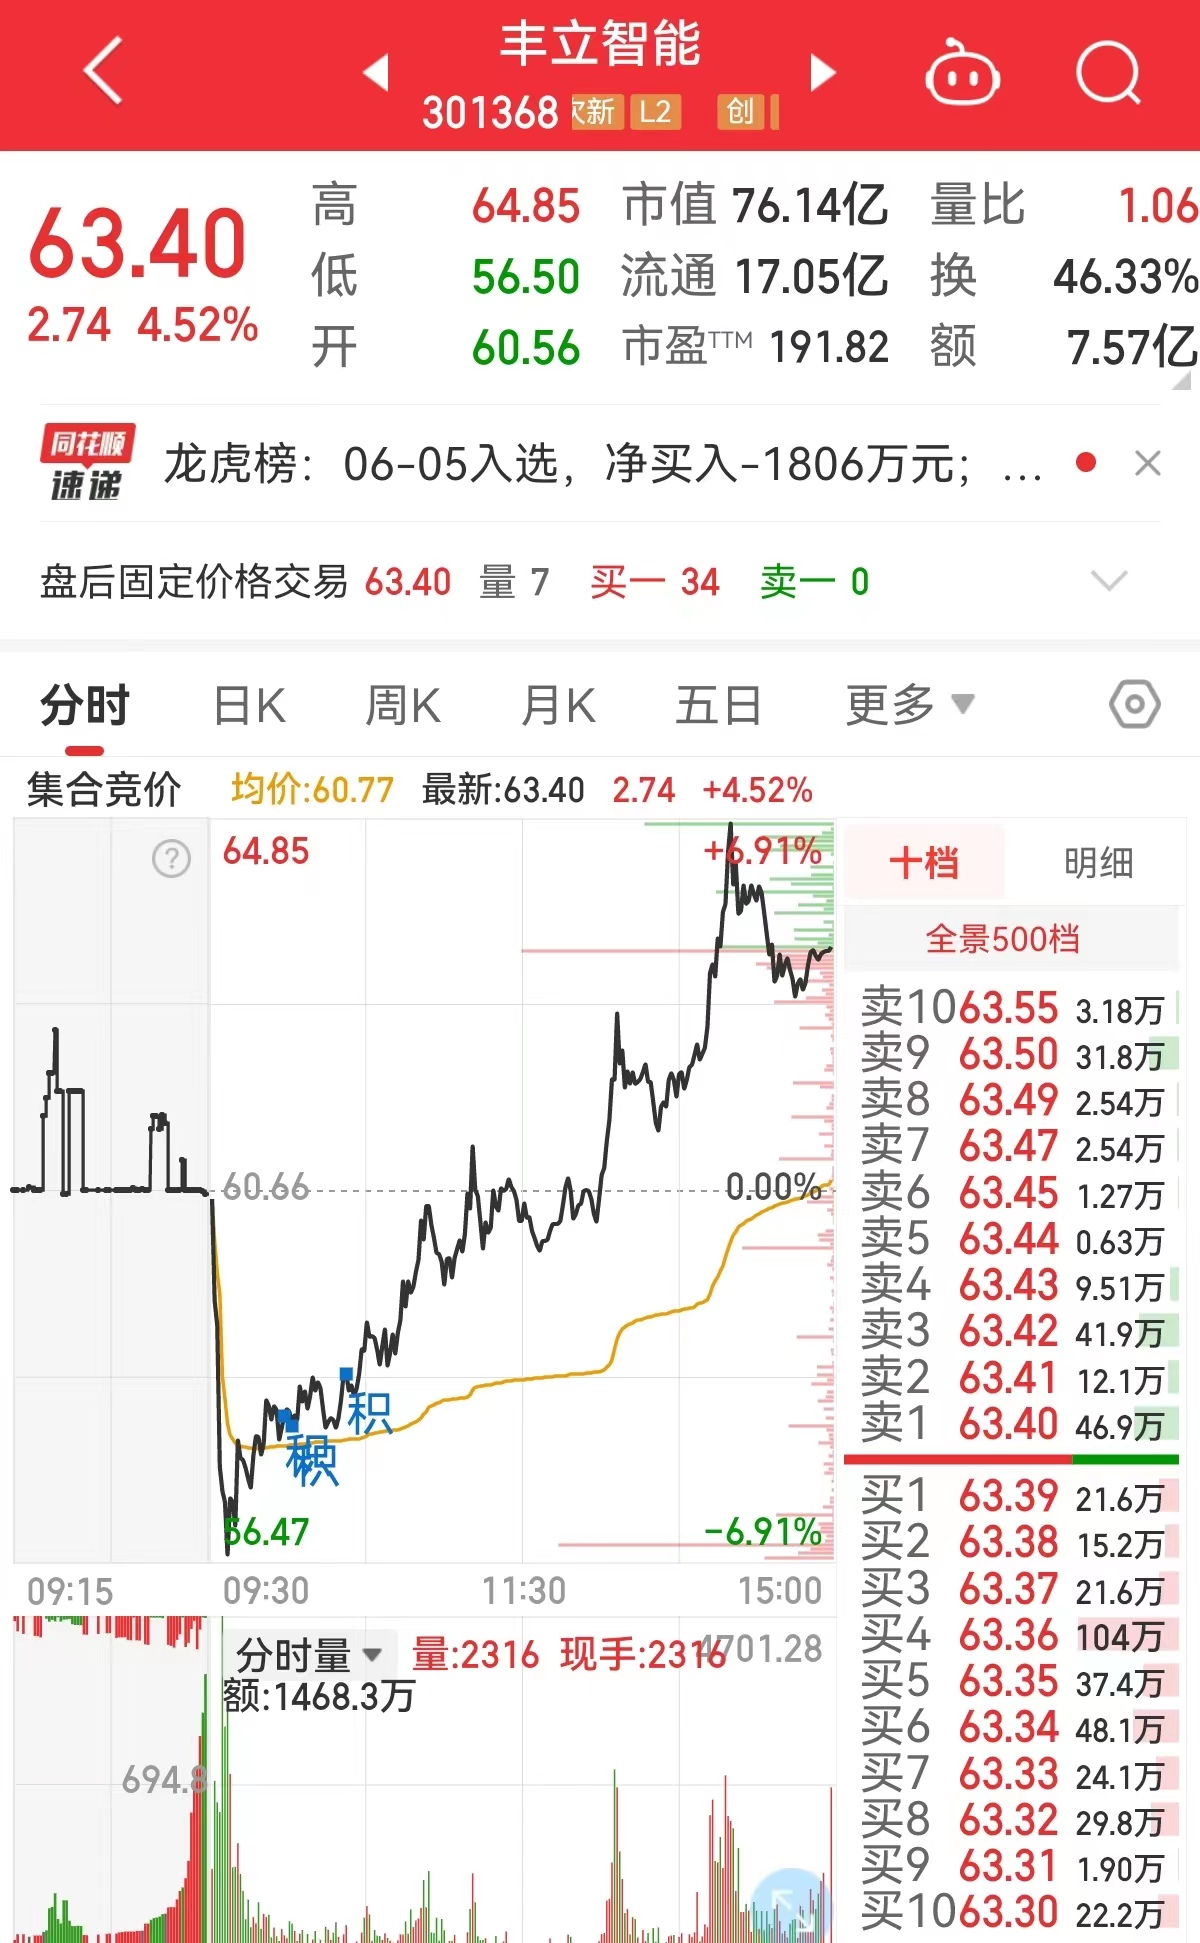 丰立智能
301368 次新 L2 创
63.40
2.74 4.52%
高 64.85 市值 76.14亿 量比 1.06
低 56.50 流通 17.05亿 换 46.33%
开 60.56 市盈TTM 191.82 额 7.57亿
同花顺
速递
龙虎榜：06-05入选，净买入-1806万元；...
盘后固定价格交易 63.40 量 7 买一 34 卖一 0
分时 日K 周K 月K 五日 更多
集合竞价 均价:60.77 最新:63.40 2.74 +4.52%
?
64.85 +6.91%
60.66 0.00%
积
积
56.47 -6.91%
09:15 09:30 11:30 15:00
分时量 量:2316 现手:2316 4701.28
额:1468.3万
694.8
十档 明细
全景500档
卖10 63.55 3.18万
卖9 63.50 31.8万
卖8 63.49 2.54万
卖7 63.47 2.54万
卖6 63.45 1.27万
卖5 63.44 0.63万
卖4 63.43 9.51万
卖3 63.42 41.9万
卖2 63.41 12.1万
卖1 63.40 46.9万
买1 63.39 21.6万
买2 63.38 15.2万
买3 63.37 21.6万
买4 63.36 104万
买5 63.35 37.4万
买6 63.34 48.1万
买7 63.33 24.1万
买8 63.32 29.8万
买9 63.31 1.90万
买10 63.30 22.2万